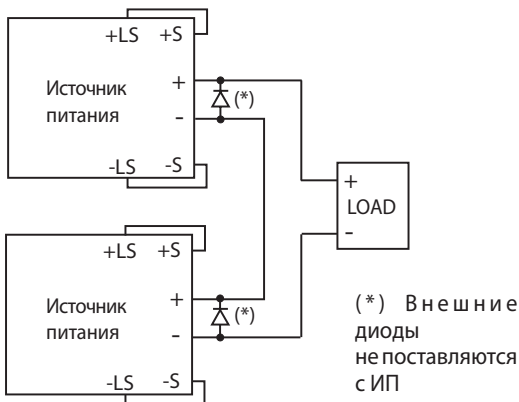 +LS +S
Источник
питания
+
-
(*)
-LS -S
+
LOAD
-
+LS +S
Источник
питания
+
-
(*)
-LS -S
(*) Внешние
диоды
не поставляются
с ИП